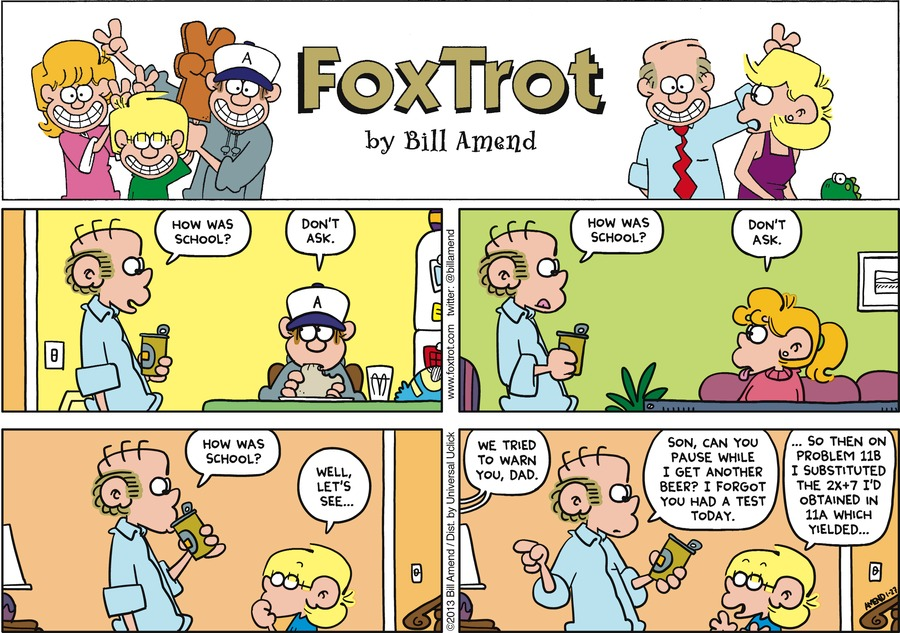 A
FOXTROT
by Bill Amend
HOW WAS
SCHOOL?
DON'T
ASK.
A
www.foxtrot.com twitter: @billamend
HOW WAS
SCHOOL?
DON'T
ASK.
HOW WAS
SCHOOL?
WELL,
LET'S
SEE...
©2013 Bill Amend / Dist. by Universal Uclick
WE TRIED
TO WARN
YOU, DAD.
SON, CAN YOU
PAUSE WHILE
I GET ANOTHER
BEER? I FORGOT
YOU HAD A TEST
TODAY.
... SO THEN ON
PROBLEM 11B
I SUBSTITUTED
THE 2X+7 I'D
OBTAINED IN
11A WHICH
YIELDED...
AMEND 1-27